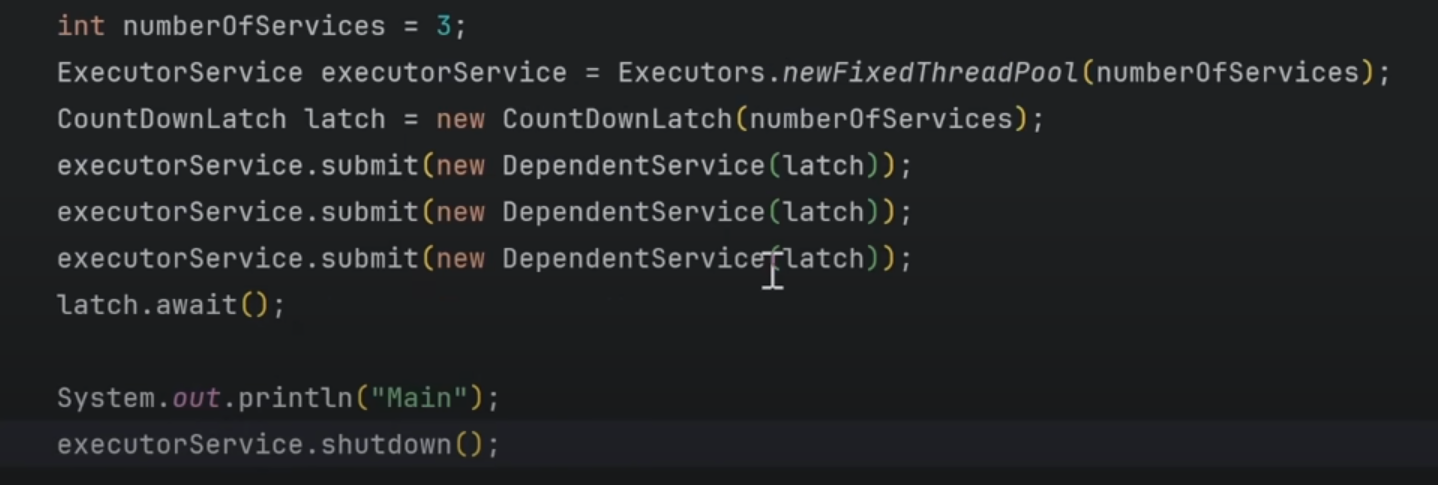 int numberOfServices = 3;
ExecutorService executorService = Executors.newFixedThreadPool(numberOfServices);
CountDownLatch latch = new CountDownLatch(numberOfServices);
executorService.submit(new DependentService(latch));
executorService.submit(new DependentService(latch));
executorService.submit(new DependentService(latch));
latch.await();
System.out.println("Main");
executorService.shutdown();